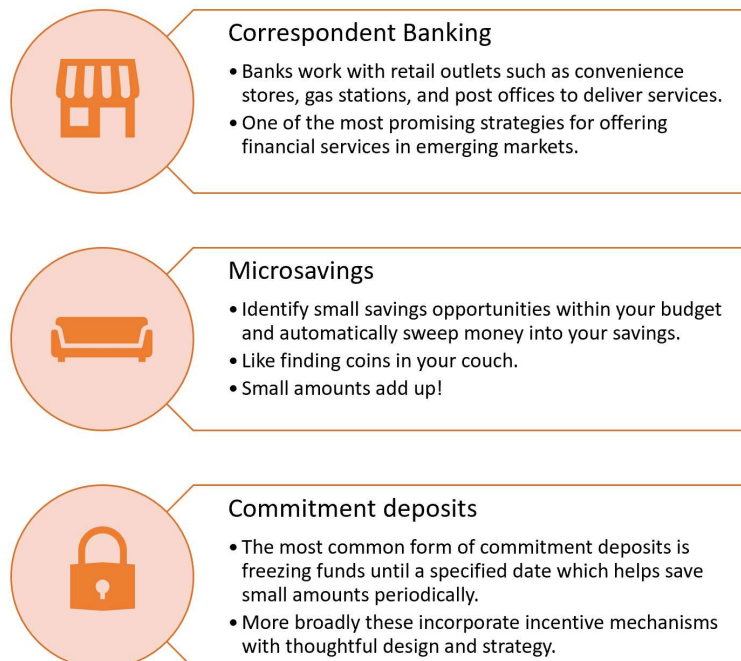 Correspondent Banking
• Banks work with retail outlets such as convenience
stores, gas stations, and post offices to deliver services.
• One of the most promising strategies for offering
financial services in emerging markets.
Microsavings
• Identify small savings opportunities within your budget
and automatically sweep money into your savings.
• Like finding coins in your couch.
• Small amounts add up!
Commitment deposits
• The most common form of commitment deposits is
freezing funds until a specified date which helps save
small amounts periodically.
• More broadly these incorporate incentive mechanisms
with thoughtful design and strategy.